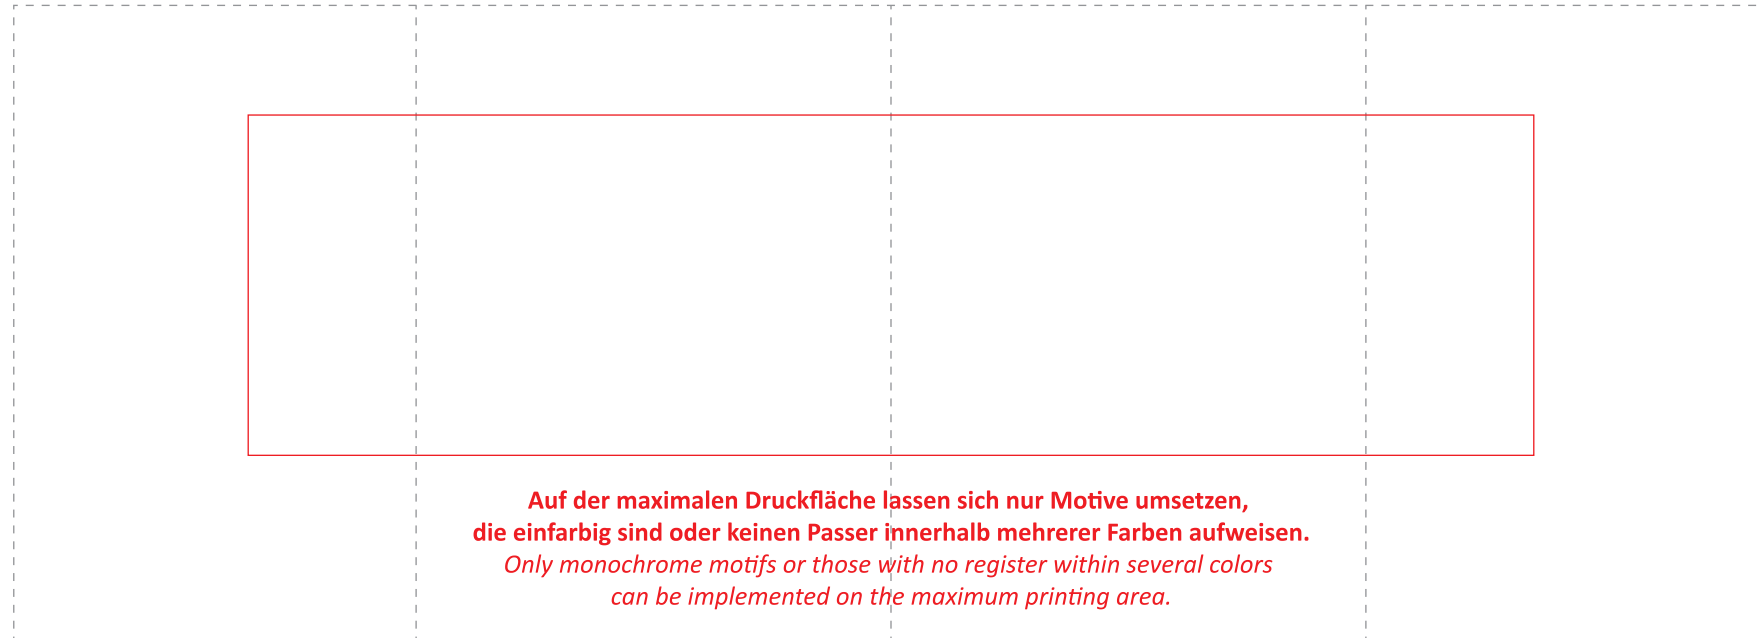 Auf der maximalen Druckfläche lassen sich nur Motive umsetzen,
die einfarbig sind oder keinen Passer innerhalb mehrerer Farben aufweisen.
Only monochrome motifs or those with no register within several colors
can be implemented on the maximum printing area.